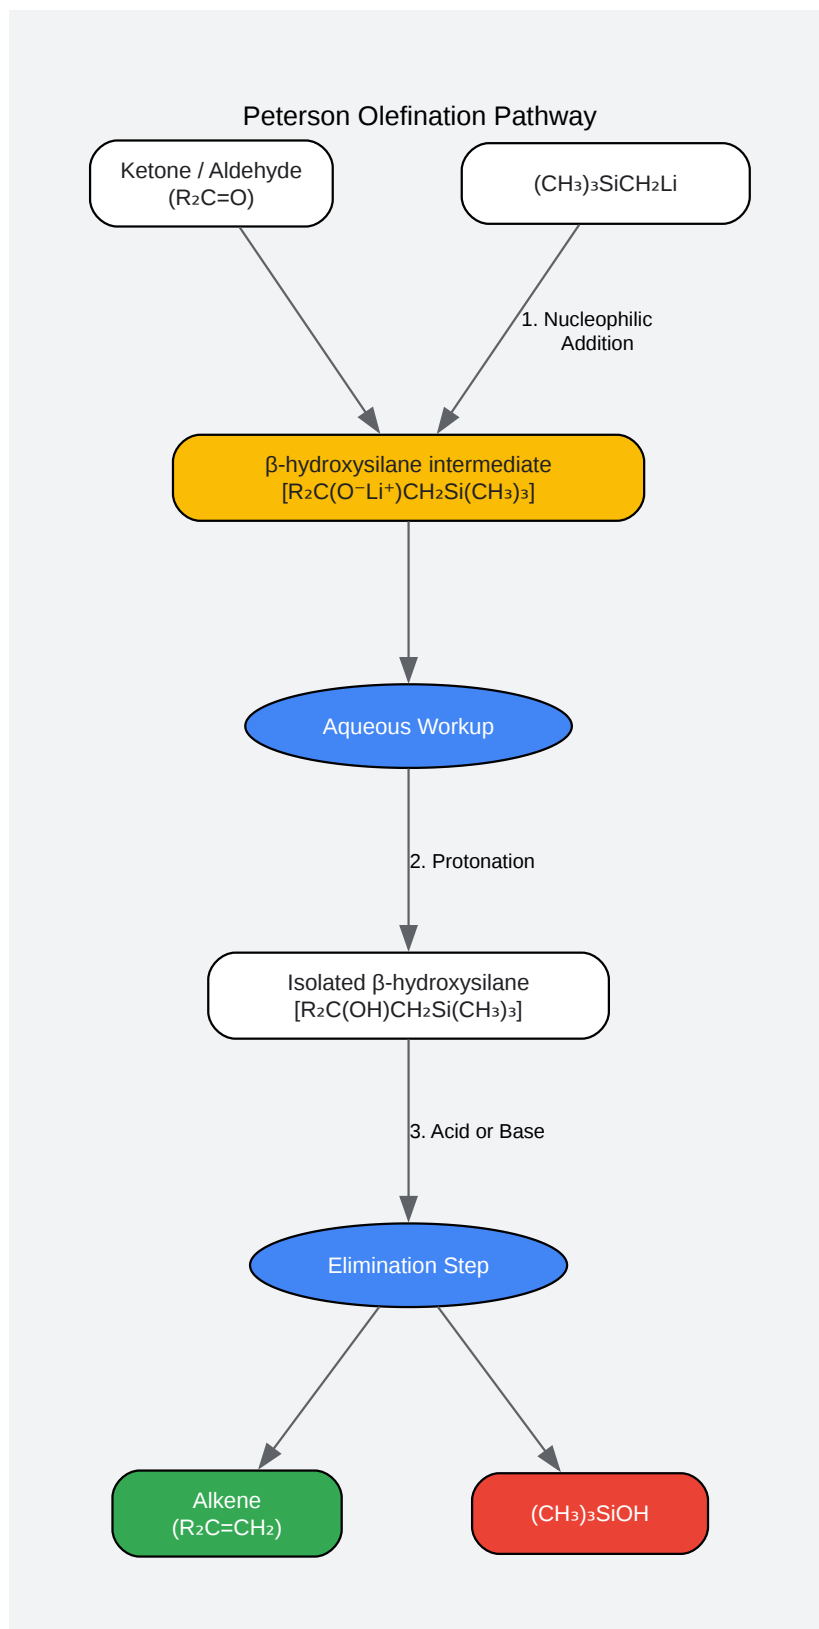 Peterson Olefination Pathway
Ketone / Aldehyde
(R₂C=O)
(CH₃)₃SiCH₂Li
1. Nucleophilic
Addition
β-hydroxysilane intermediate
[R₂C(O⁻Li⁺)CH₂Si(CH₃)₃]
Aqueous Workup
2. Protonation
Isolated β-hydroxysilane
[R₂C(OH)CH₂Si(CH₃)₃]
3. Acid or Base
Elimination Step
Alkene
(R₂C=CH₂)
(CH₃)₃SiOH